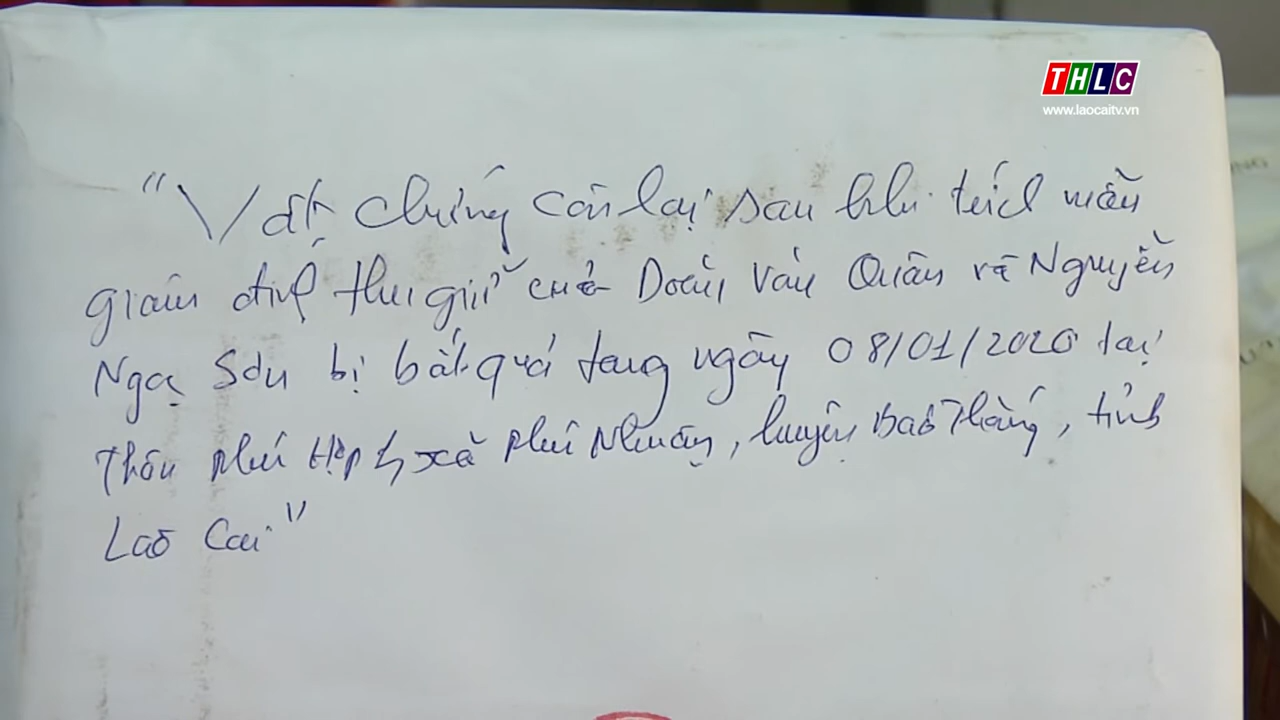 THLC
www.laocaitv.vn
"Vật chứng còn lại sau khi trích mẫu
giám định thu giữ của Doãn Văn Quân và Nguyễn
Ngọc Sơn bị bắt quả tang ngày 08/01/2020 tại
Thôn Phú Hợp 1, xã Phú Nhuận, huyện Bảo Thắng, tỉnh
Lào Cai"